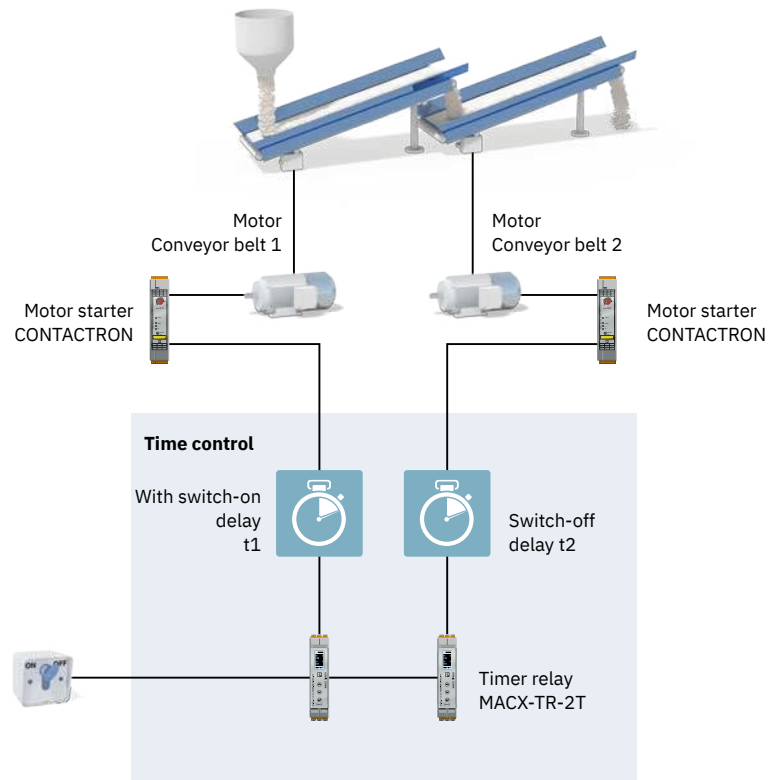 Motor
Conveyor belt 1
Motor
Conveyor belt 2
Motor starter
CONTACTRON
Motor starter
CONTACTRON
Time control
With switch-on
delay
t1
Switch-off
delay t2
ON OFF
Timer relay
MACX-TR-2T